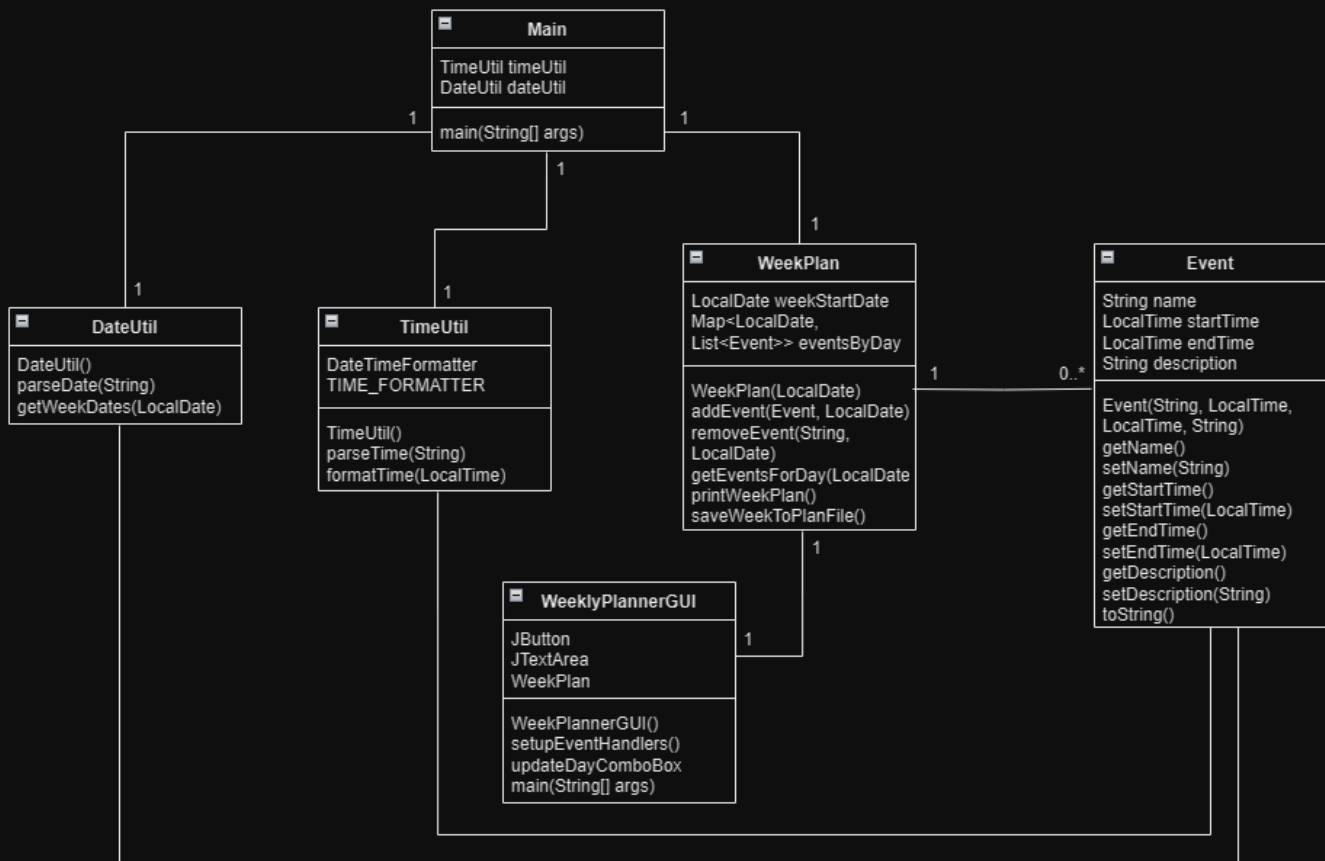 Main
TimeUtil timeUtil
DateUtil dateUtil
main(String[] args)
1
1
1
1
1
1
DateUtil
DateUtil()
parseDate(String)
getWeekDates(LocalDate)
TimeUtil
DateTimeFormatter
TIME_FORMATTER
TimeUtil()
parseTime(String)
formatTime(LocalTime)
WeekPlan
LocalDate weekStartDate
Map<LocalDate,
List<Event>> eventsByDay
WeekPlan(LocalDate)
addEvent(Event, LocalDate)
removeEvent(String,
LocalDate)
getEventsForDay(LocalDate
printWeekPlan()
saveWeekToPlanFile()
1
0..*
Event
String name
LocalTime startTime
LocalTime endTime
String description
Event(String, LocalTime,
LocalTime, String)
getName()
setName(String)
getStartTime()
setStartTime(LocalTime)
getEndTime()
setEndTime(LocalTime)
getDescription()
setDescription(String)
toString()
1
1
WeeklyPlannerGUI
JButton
JTextArea
WeekPlan
WeekPlannerGUI()
setupEventHandlers()
updateDayComboBox
main(String[] args)